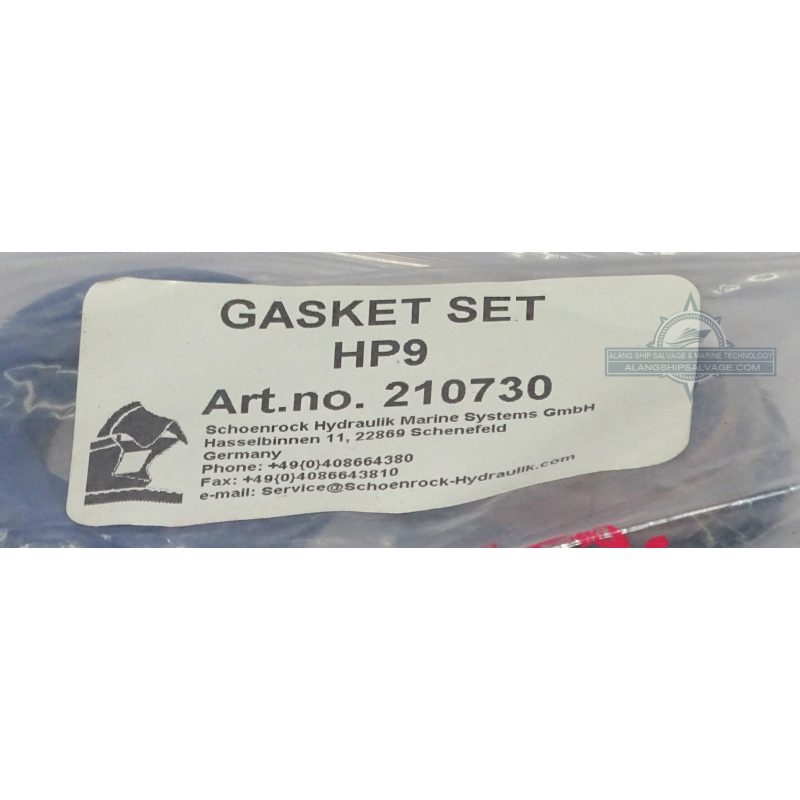 GASKET SET
HP9
Art.no. 210730
Schoenrock Hydraulik Marine Systems GmbH
Hasselbinnen 11, 22869 Schenefeld
Germany
Phone: +49(0)408664380
Fax: +49(0)4086643810
e-mail: Service@Schoenrock-Hydraulik.com
ALANG SHIP SALVAGE & MARINE TECHNOLOGY
ALANGSHIPSALVAGE.COM